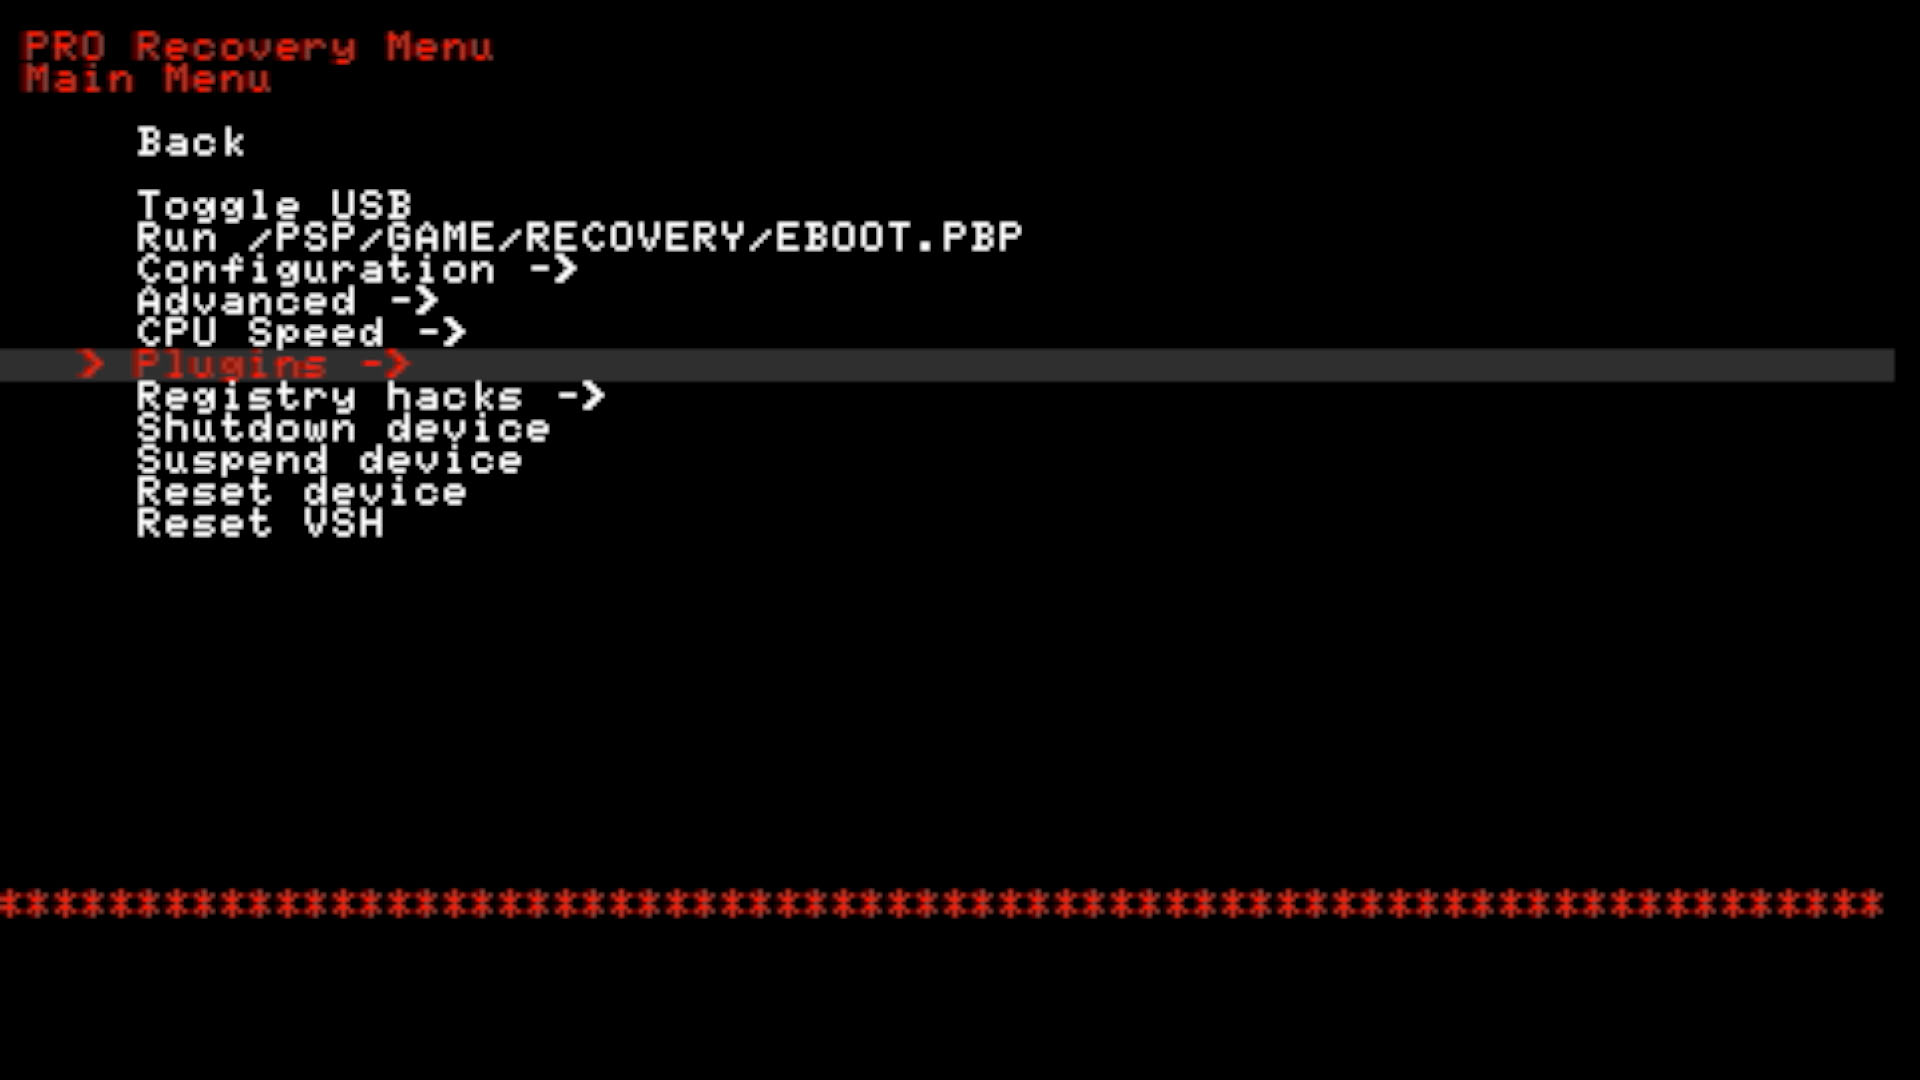 PRO Recovery Menu
Main Menu
Back
Toggle USB
Run /PSP/GAME/RECOVERY/EBOOT.PBP
Configuration ->
Advanced ->
CPU Speed ->
> Plugins ->
Registry hacks ->
Shutdown device
Suspend device
Reset device
Reset VSH
********************************************************************